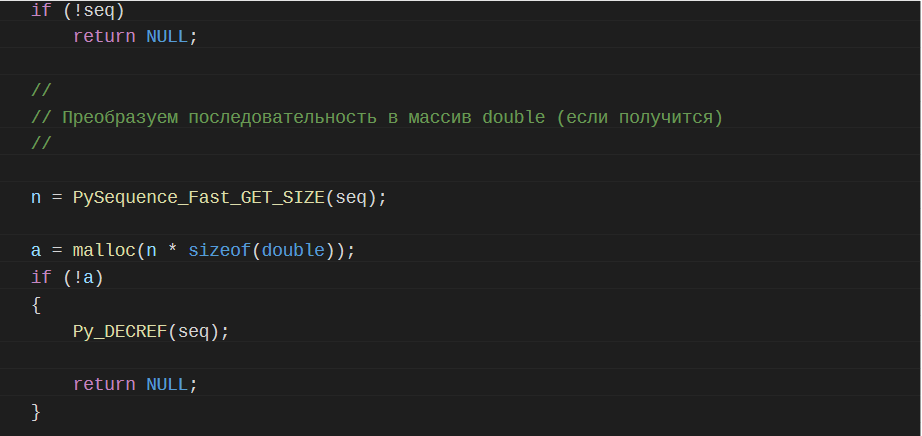 if (!seq)
    return NULL;

//
// Преобразуем последовательность в массив double (если получится)
//

n = PySequence_Fast_GET_SIZE(seq);

a = malloc(n * sizeof(double));
if (!a)
{
    Py_DECREF(seq);

    return NULL;
}